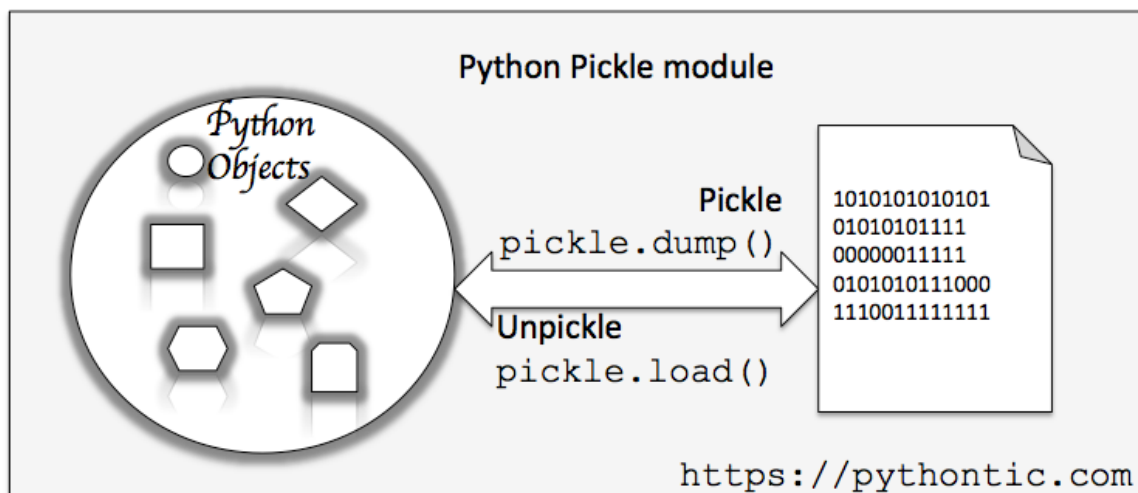 Python Pickle module
Python
Objects
Pickle
pickle.dump()
Unpickle
pickle.load()
1010101010101
01010101111
00000011111
0101010111000
1110011111111
https://pythontic.com